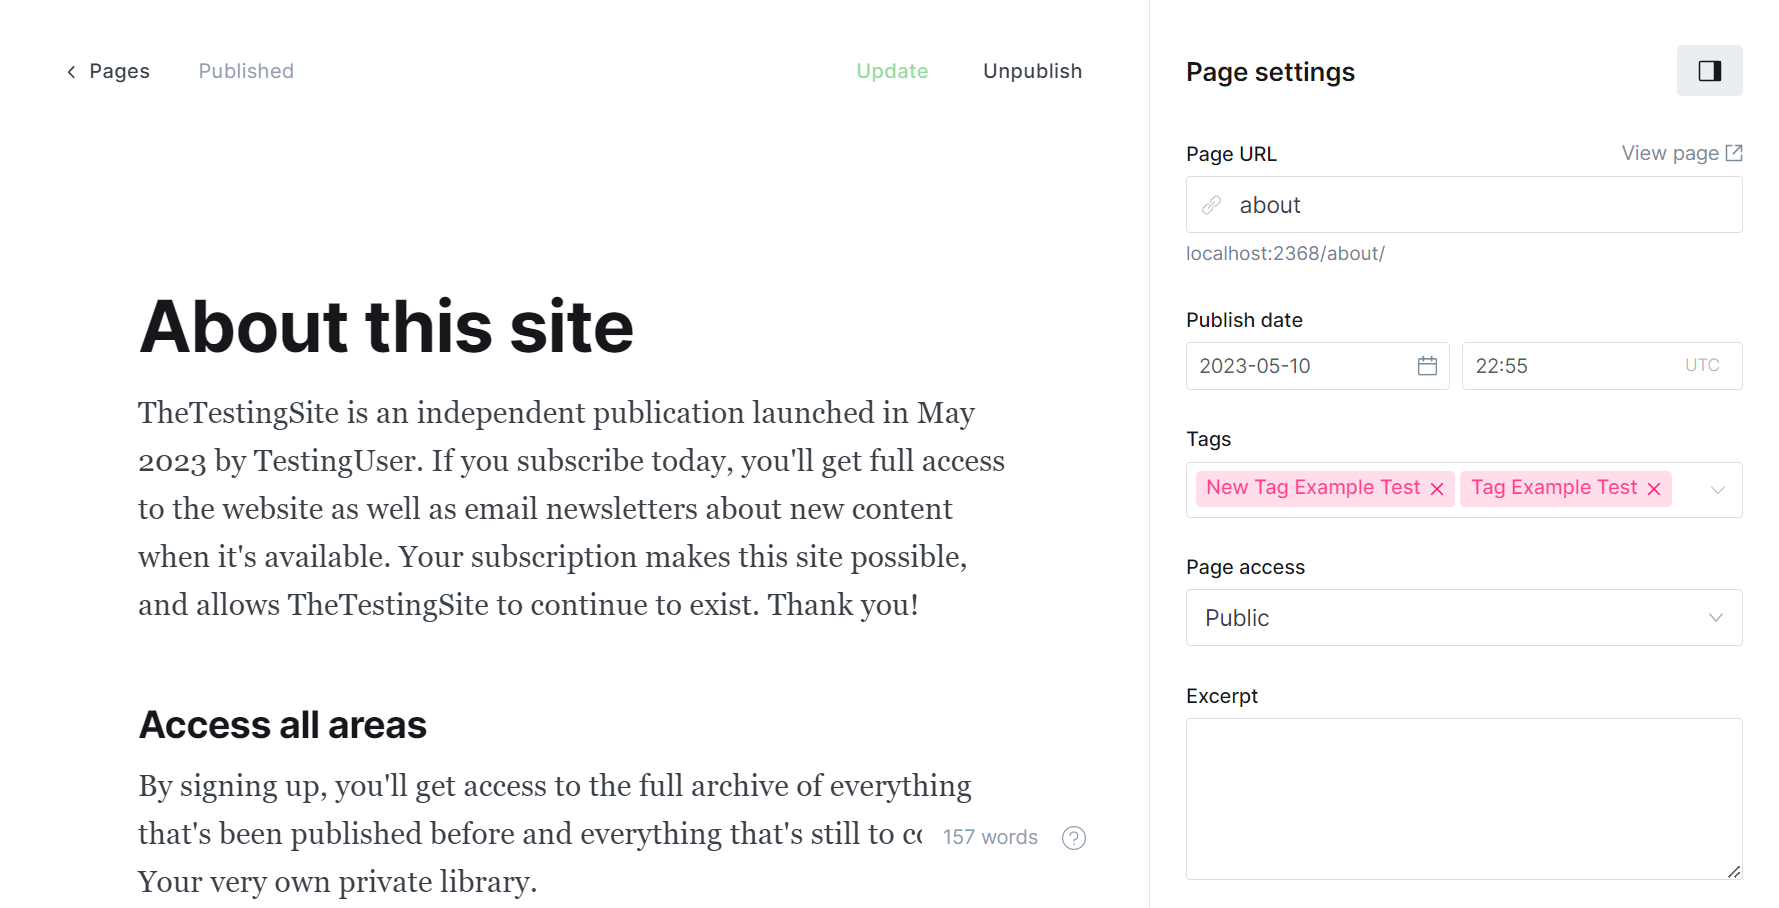 Pages Published Update Unpublish
About this site
TheTestingSite is an independent publication launched in May
2023 by TestingUser. If you subscribe today, you'll get full access
to the website as well as email newsletters about new content
when it's available. Your subscription makes this site possible,
and allows TheTestingSite to continue to exist. Thank you!
Access all areas
By signing up, you'll get access to the full archive of everything
that's been published before and everything that's still to
157 words
Your very own private library.
Page settings
Page URL View page
about
localhost:2368/about/
Publish date
2023-05-10 22:55 UTC
Tags
New Tag Example Test Tag Example Test
Page access
Public
Excerpt